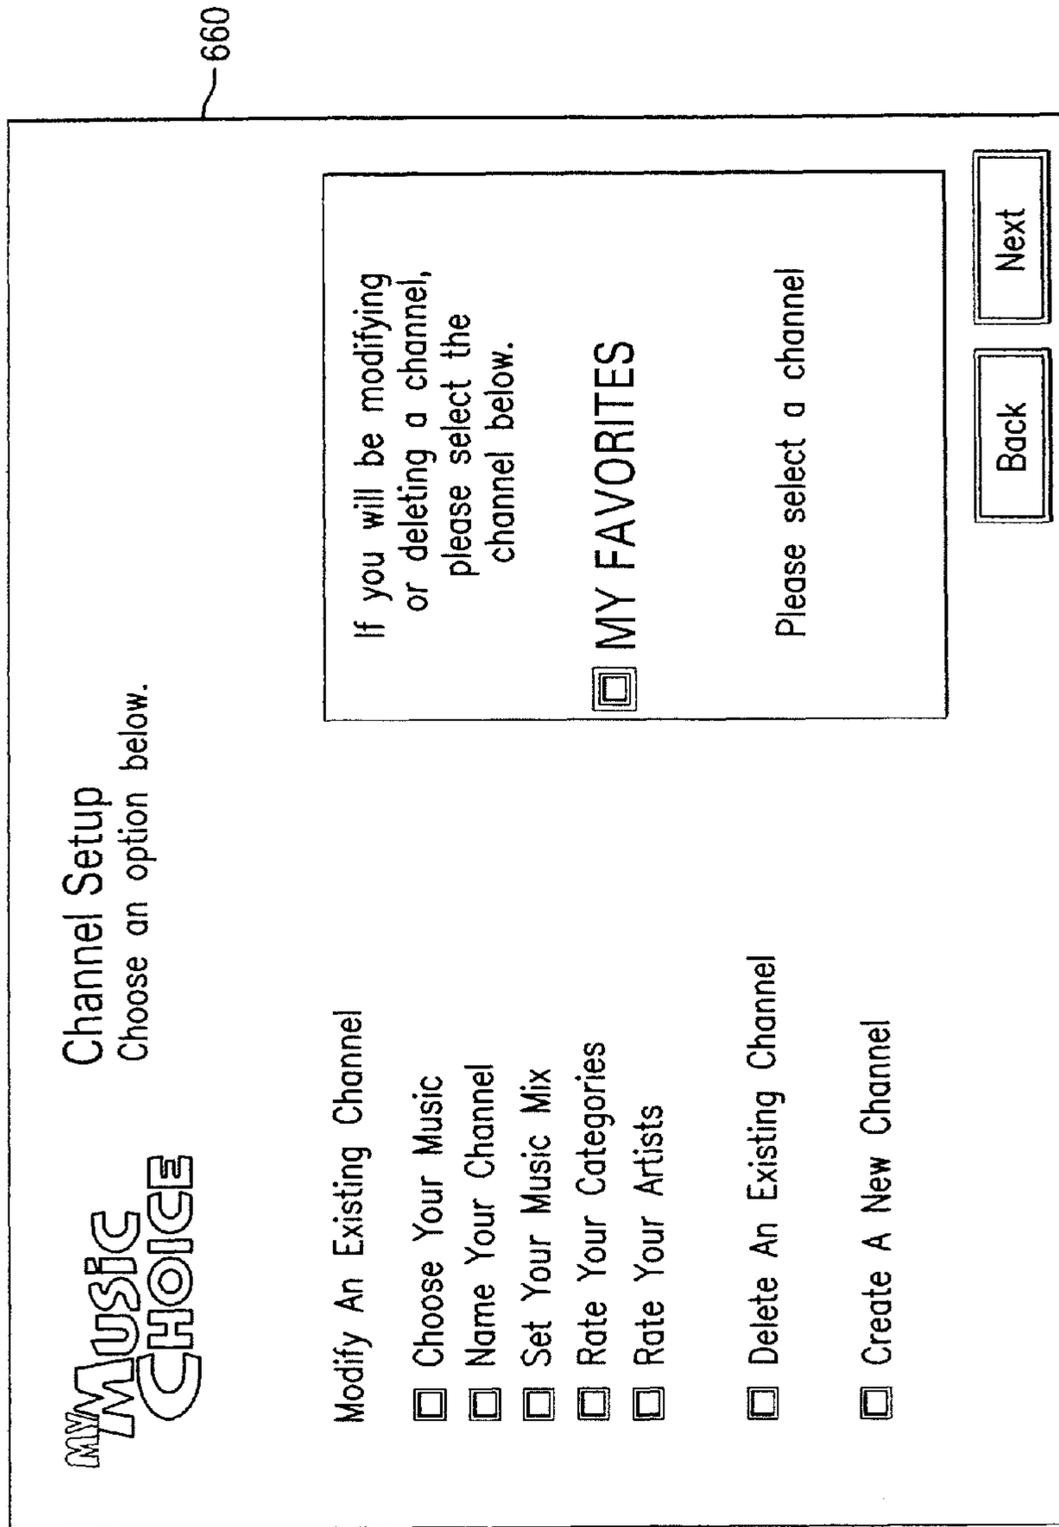 660
MY
MUSIC
CHOICE
Channel Setup
Choose an option below.
Modify An Existing Channel
Choose Your Music
Name Your Channel
Set Your Music Mix
Rate Your Categories
Rate Your Artists
Delete An Existing Channel
Create A New Channel
If you will be modifying
or deleting a channel,
please select the
channel below.
MY FAVORITES
Please select a channel
Back
Next